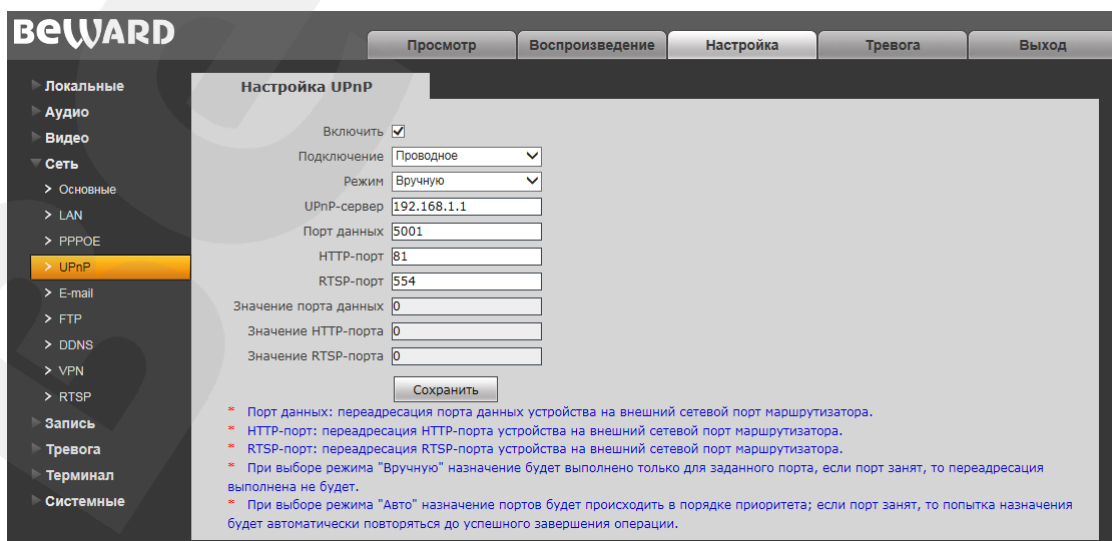 BEWARD
Просмотр Воспроизведение Настройка Тревога Выход
Локальные
Аудио
Видео
Сеть
Основные
LAN
PPPOE
UPnP
E-mail
FTP
DDNS
VPN
RTSP
Запись
Тревога
Терминал
Системные
Настройка UPnP
Включить
Подключение Проводное
Режим Вручную
UPnP-сервер 192.168.1.1
Порт данных 5001
HTTP-порт 81
RTSP-порт 554
Значение порта данных 0
Значение HTTP-порта 0
Значение RTSP-порта 0
Сохранить
* Порт данных: переадресация порта данных устройства на внешний сетевой порт маршрутизатора.
* HTTP-порт: переадресация HTTP-порта устройства на внешний сетевой порт маршрутизатора.
* RTSP-порт: переадресация RTSP-порта устройства на внешний сетевой порт маршрутизатора.
* При выборе режима "Вручную" назначение будет выполнено только для заданного порта, если порт занят, то переадресация
выполнена не будет.
* При выборе режима "Авто" назначение портов будет происходить в порядке приоритета; если порт занят, то попытка назначения
будет автоматически повторяться до успешного завершения операции.